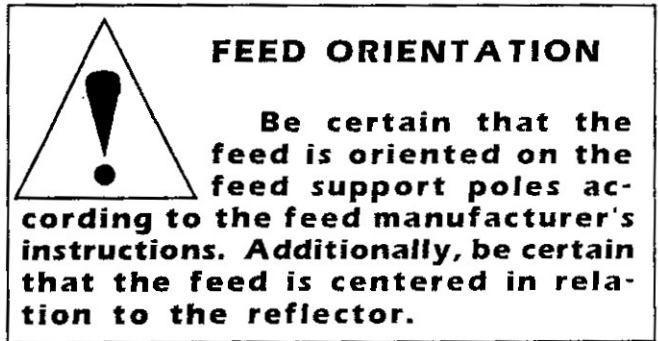 FEED ORIENTATION
Be certain that the
feed is oriented on the
feed support poles ac-
cording to the feed manufacturer's
instructions. Additionally, be certain
that the feed is centered in rela-
tion to the reflector.